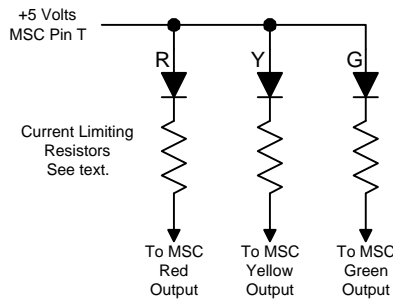 +5 Volts
MSC Pin T
R
Y
G
Current Limiting
Resistors
See text.
To MSC
Red
Output
To MSC
Yellow
Output
To MSC
Green
Output